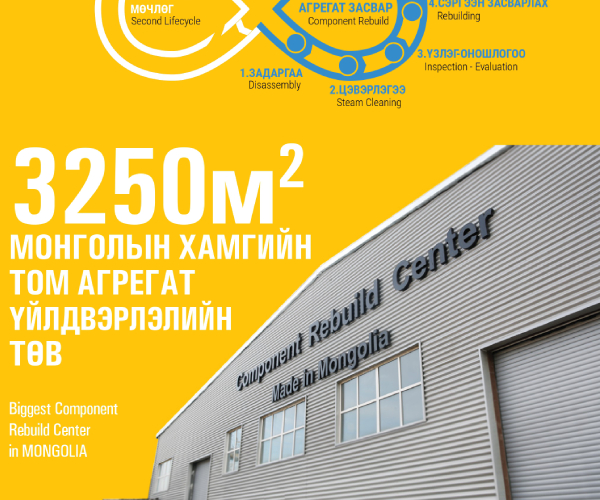 МӨЧЛӨГ
Second Lifecycle
АГРЕГАТ ЗАСВАР
Component Rebuild
4.СЭРГЭЭН ЗАСВАРЛАХ
Rebuilding
3.ҮЗЛЭГ-ОНОШЛОГОО
Inspection - Evaluation
1.ЗАДАРГАА
Disassembly
2.ЦЭВЭРЛЭГЭЭ
Steam Cleaning
3250м²
МОНГОЛЫН ХАМГИЙН
ТОМ АГРЕГАТ
ҮЙЛДВЭРЛЭЛИЙН
ТӨВ
Biggest Component
Rebuild Center
in MONGOLIA
Component Rebuild Center
Made in Mongolia